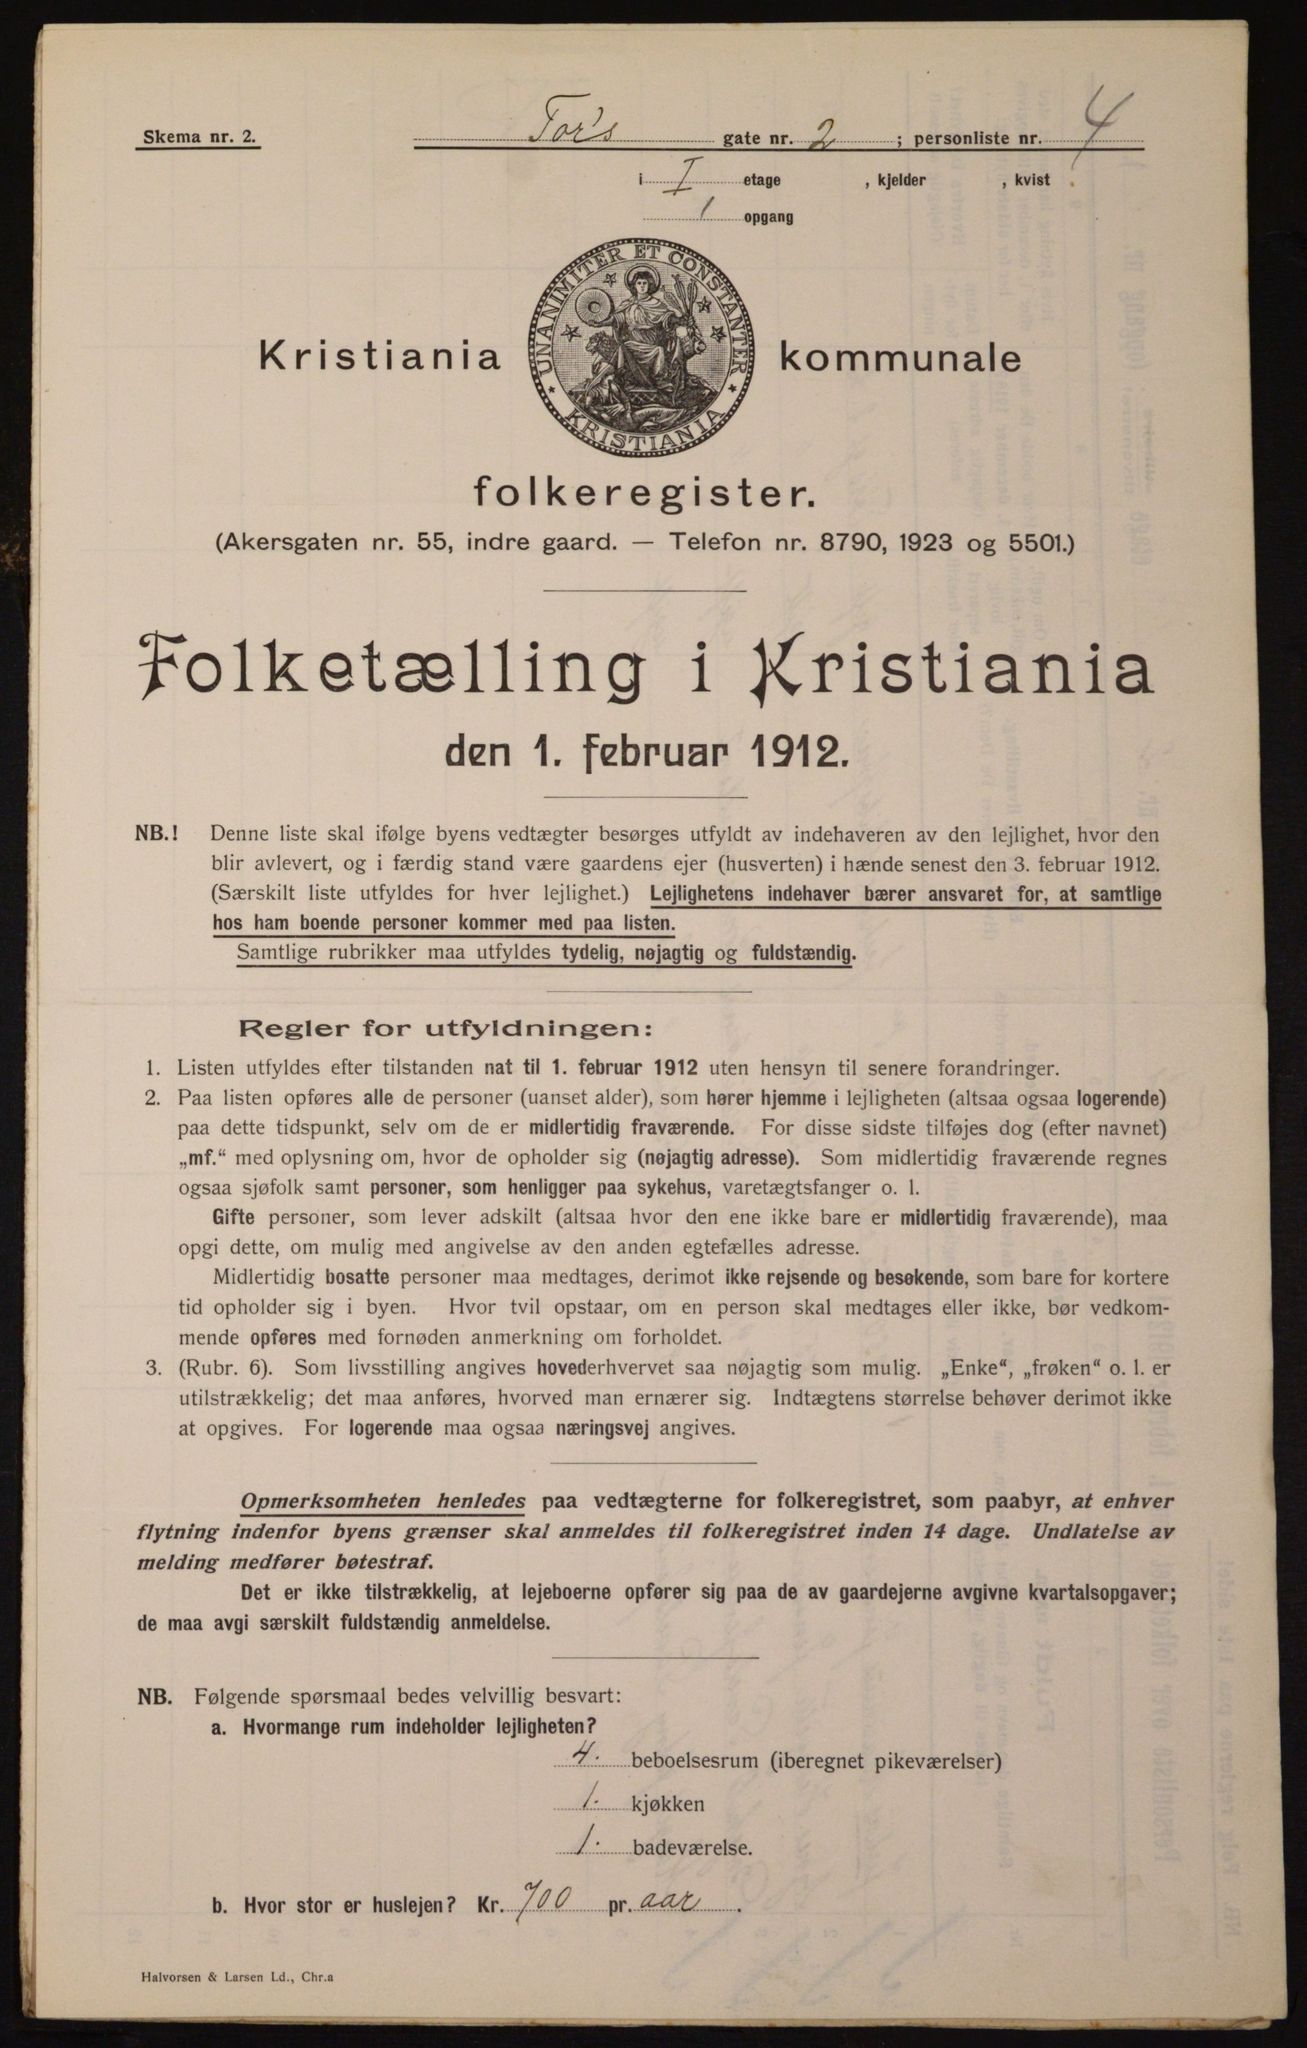 Skema nr. 2. Tor's gate nr. 2 ; personliste nr. 4
i I etage , kjelder , kvist .
1 opgang
UNANIMITER ET CONSTANTER
KRISTIANIA
Kristiania kommunale
folkeregister.
(Akersgaten nr. 55, indre gaard. — Telefon nr. 8790, 1923 og 5501.)
Folketælling i Kristiania
den 1. februar 1912.
NB.! Denne liste skal ifølge byens vedtægter besørges utfyldt av indehaveren av den lejlighet, hvor den
blir avlevert, og i færdig stand være gaardens ejer (husverten) i hænde senest den 3. februar 1912.
(Særskilt liste utfyldes for hver lejlighet.) Lejlighetens indehaver bærer ansvaret for, at samtlige
hos ham boende personer kommer med paa listen.
Samtlige rubrikker maa utfyldes tydelig, nøjagtig og fuldstændig.
Regler for utfyldningen:
1. Listen utfyldes efter tilstanden nat til 1. februar 1912 uten hensyn til senere forandringer.
2. Paa listen opføres alle de personer (uanset alder), som hører hjemme i lejligheten (altsaa ogsaa logerende)
paa dette tidspunkt, selv om de er midlertidig fraværende. For disse sidste tilføjes dog (efter navnet)
„mf.“ med oplysning om, hvor de opholder sig (nøjagtig adresse). Som midlertidig fraværende regnes
ogsaa sjøfolk samt personer, som henligger paa sykehus, varetægtsfanger o. l.
Gifte personer, som lever adskilt (altsaa hvor den ene ikke bare er midlertidig fraværende), maa
opgi dette, om mulig med angivelse av den anden egtefælles adresse.
Midlertidig bosatte personer maa medtages, derimot ikke rejsende og besøkende, som bare for kortere
tid opholder sig i byen. Hvor tvil opstaar, om en person skal medtages eller ikke, bør vedkom-
mende opføres med fornøden anmerkning om forholdet.
3. (Rubr. 6). Som livsstilling angives hovederhvervet saa nøjagtig som mulig. „Enke“, „frøken“ o. l. er
utilstrækkelig; det maa anføres, hvorved man ernærer sig. Indtægtens størrelse behøver derimot ikke
at opgives. For logerende maa ogsaa næringsvej angives.
Opmerksomheten henledes paa vedtægterne for folkeregistret, som paabyr, at enhver
flytning indenfor byens grænser skal anmeldes til folkeregistret inden 14 dage. Undlatelse av
melding medfører bøtestraf.
Det er ikke tilstrækkelig, at lejeboerne opfører sig paa de av gaardejerne avgivne kvartalsopgaver;
de maa avgi særskilt fuldstændig anmeldelse.
NB. Følgende spørsmaal bedes velvillig besvart:
a. Hvormange rum indeholder lejligheten?
4. beboelsesrum (iberegnet pikeværelser)
1. kjøkken
1. badeværelse.
b. Hvor stor er huslejen? Kr. 700 pr. aar .
Halvorsen & Larsen Ld., Chr.a